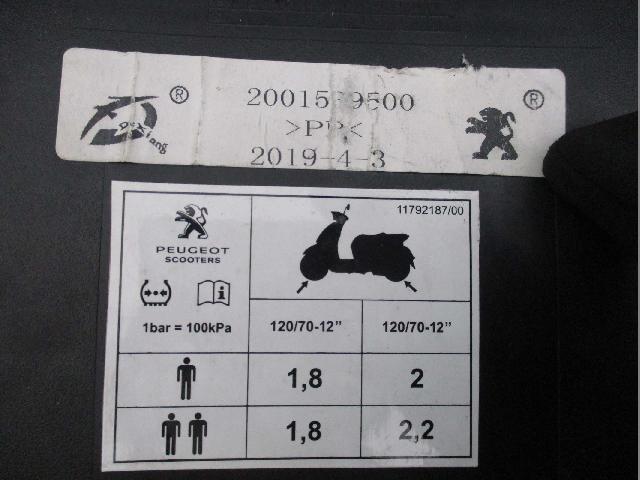 ®
®
>PP<
2019-4-3
11792187/00
PEUGEOT
SCOOTERS
1bar = 100kPa
120/70-12"
120/70-12"
1,8
2
1,8
2,2